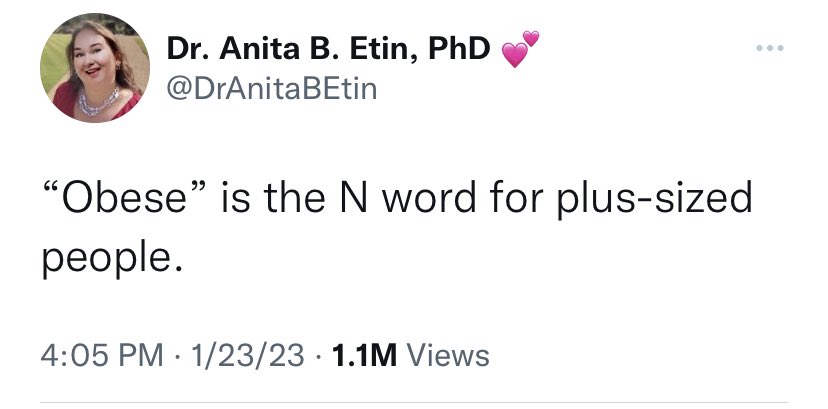 Dr. Anita B. Etin, PhD 💕
@DrAnitaBEtin
“Obese” is the N word for plus-sized
people.
4:05 PM · 1/23/23 · 1.1M Views